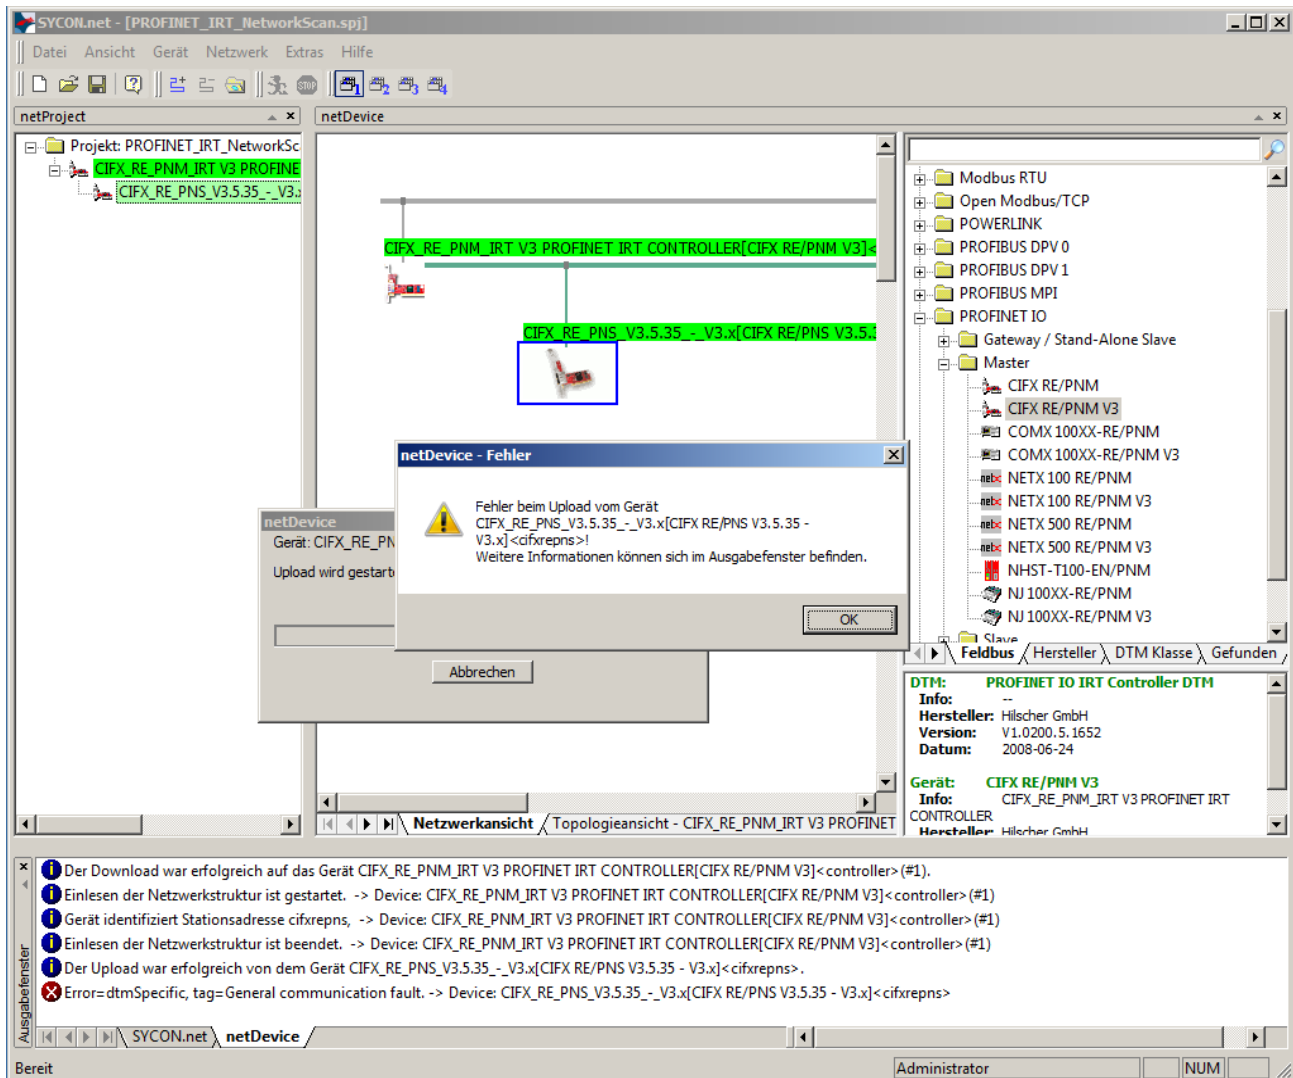 SYCON.net - [PROFINET_IRT_NetworkScan.spj]
Datei Ansicht Gerät Netzwerk Extras Hilfe
netProject
netDevice
Projekt: PROFINET_IRT_NetworkSc
CIFX_RE_PNM_IRT V3 PROFINE
CIFX_RE_PNS_V3.5.35_-_V3.x
CIFX_RE_PNM_IRT V3 PROFINET IRT CONTROLLER[CIFX RE/PNM V3]<
CIFX_RE_PNS_V3.5.35_-_V3.x[CIFX RE/PNS V3.5.3
Modbus RTU
Open Modbus/TCP
POWERLINK
PROFIBUS DPV0
PROFIBUS DPV1
PROFIBUS MPI
PROFINET IO
Gateway / Stand-Alone Slave
Master
CIFX RE/PNM
CIFX RE/PNM V3
COMX 100XX-RE/PNM
COMX 100XX-RE/PNM V3
NETX 100 RE/PNM
NETX 100 RE/PNM V3
NETX 500 RE/PNM
NETX 500 RE/PNM V3
NHST-T100-EN/PNM
NJ 100XX-RE/PNM
NJ 100XX-RE/PNM V3
Slave
Feldbus Hersteller DTM Klasse Gefunden
netDevice
Gerät: CIFX_RE_PN
Upload wird gestart
Abbrechen
netDevice - Fehler
Fehler beim Upload vom Gerät
CIFX_RE_PNS_V3.5.35_-_V3.x[CIFX RE/PNS V3.5.35 -
V3.x]<cifxrepns>!
Weitere Informationen können sich im Ausgabefenster befinden.
OK
DTM: PROFINET IO IRT Controller DTM
Info: --
Hersteller: Hilscher GmbH
Version: V1.0200.5.1652
Datum: 2008-06-24
Gerät: CIFX RE/PNM V3
Info: CIFX_RE_PNM_IRT V3 PROFINET IRT
CONTROLLER
Hersteller: Hilscher GmbH
Netzwerkansicht Topologieansicht - CIFX_RE_PNM_IRT V3 PROFINET
Der Download war erfolgreich auf das Gerät CIFX_RE_PNM_IRT V3 PROFINET IRT CONTROLLER[CIFX RE/PNM V3]<controller>(#1).
Einlesen der Netzwerkstruktur ist gestartet. -> Device: CIFX_RE_PNM_IRT V3 PROFINET IRT CONTROLLER[CIFX RE/PNM V3]<controller>(#1)
Gerät identifiziert Stationsadresse cifxrepns, -> Device: CIFX_RE_PNM_IRT V3 PROFINET IRT CONTROLLER[CIFX RE/PNM V3]<controller>(#1)
Einlesen der Netzwerkstruktur ist beendet. -> Device: CIFX_RE_PNM_IRT V3 PROFINET IRT CONTROLLER[CIFX RE/PNM V3]<controller>(#1)
Der Upload war erfolgreich von dem Gerät CIFX_RE_PNS_V3.5.35_-_V3.x[CIFX RE/PNS V3.5.35 - V3.x]<cifxrepns>.
Error=dtmSpecific, tag=General communication fault. -> Device: CIFX_RE_PNS_V3.5.35_-_V3.x[CIFX RE/PNS V3.5.35 - V3.x]<cifxrepns>
Ausgabefenster
SYCON.net netDevice
Bereit
Administrator
NUM